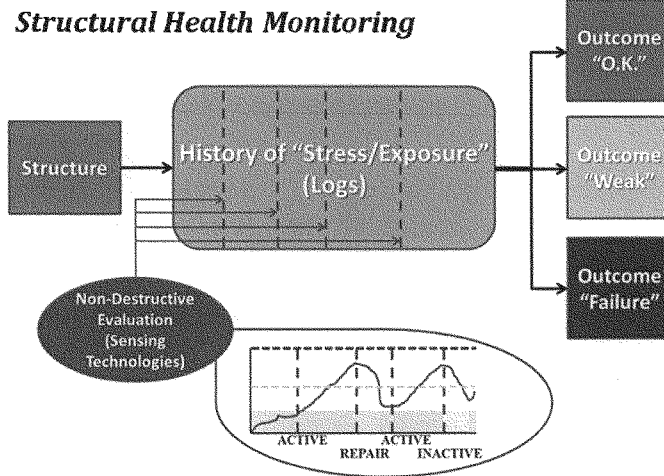 Structural Health Monitoring
Structure
History of "Stress/Exposure"
(Logs)
Outcome
"O.K."
Outcome
"Weak"
Outcome
"Failure"
Non-Destructive
Evaluation
(Sensing
Technologies)
ACTIVE
REPAIR
ACTIVE
INACTIVE